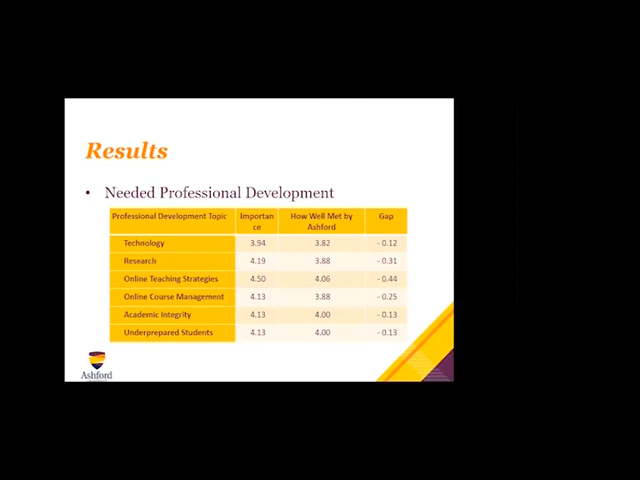 Results
• Needed Professional Development
Professional Development Topic Importan ce How Well Met by Ashford Gap
Technology 3.94 3.82 - 0.12
Research 4.19 3.88 - 0.31
Online Teaching Strategies 4.50 4.06 - 0.44
Online Course Management 4.13 3.88 - 0.25
Academic Integrity 4.13 4.00 - 0.13
Underprepared Students 4.13 4.00 - 0.13
Ashford